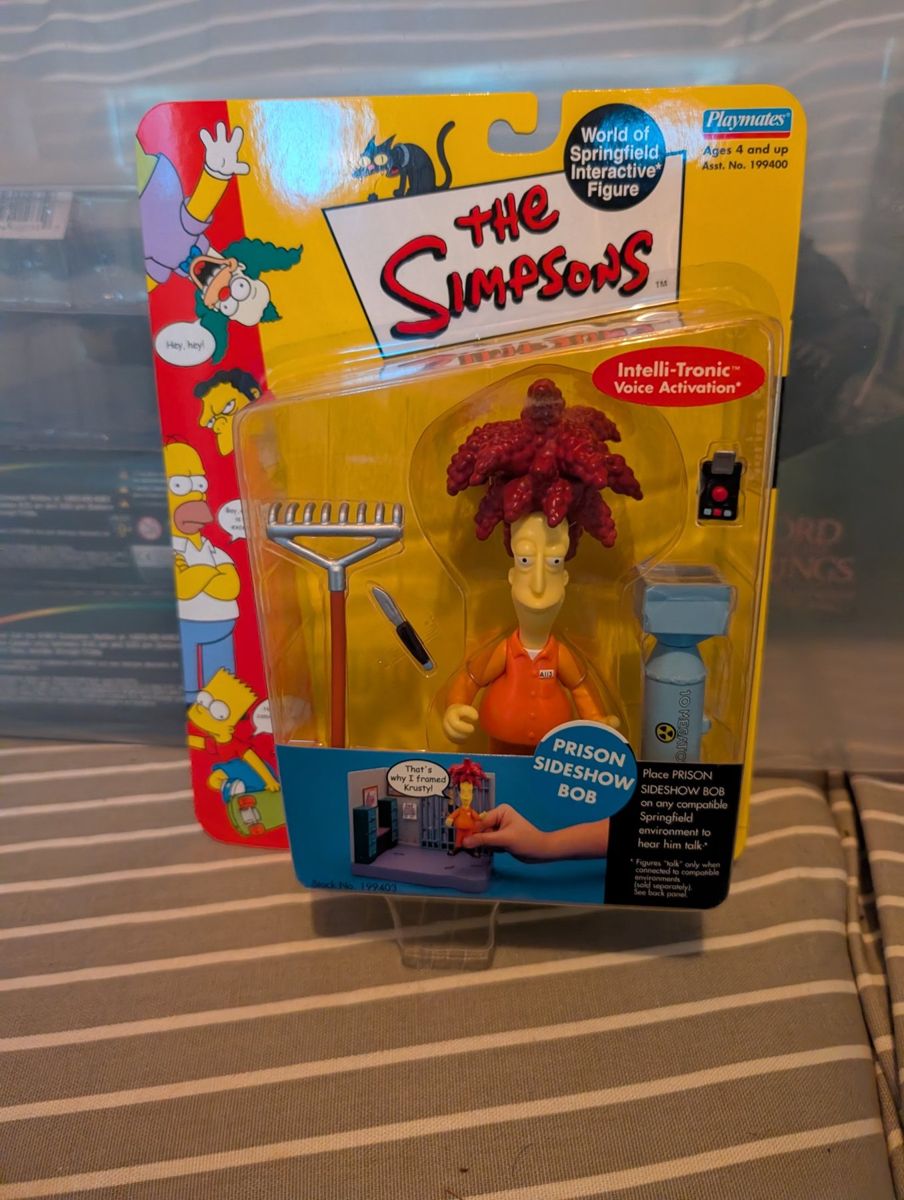 Playmates®
Ages 4 and up
Asst. No. 199400
World of
Springfield
Interactive*
Figure
THE
SIMPSONS
TM
Hey, hey!
Intelli-Tronic™
Voice Activation*
10 MEGATO
A113
PRISON
SIDESHOW
BOB
That's
why I framed
Krusty!
Place PRISON
SIDESHOW BOB
on any compatible
Springfield
environment to
hear him talk.*
* Figures "talk" only when
connected to compatible
environments
(sold separately).
See back panel.
Stock No. 199403